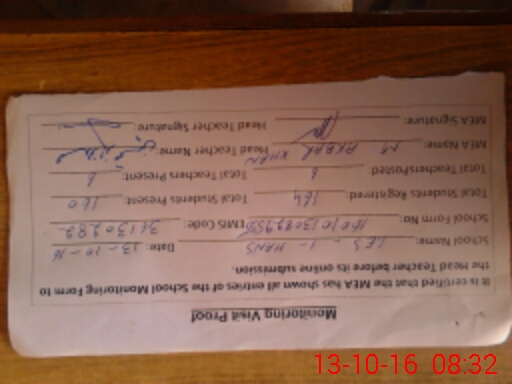 Monitoring Visit Proof
It is certified that the MEA has shown all entries of the School Monitoring Form to
the Head Teacher before its online submission.
School Name: HANS Date: 13-10-16
School Form No: EMIS Code: 31130282
Total Students Registered: 164 Total Students Present: 160
Total TeachersPosted: 6 Total Teachers Present: 6
MEA Name: M AKBAR KHAN Head Teacher Name:
MEA Signature: Head Teacher Signature:
13-10-16 08:32